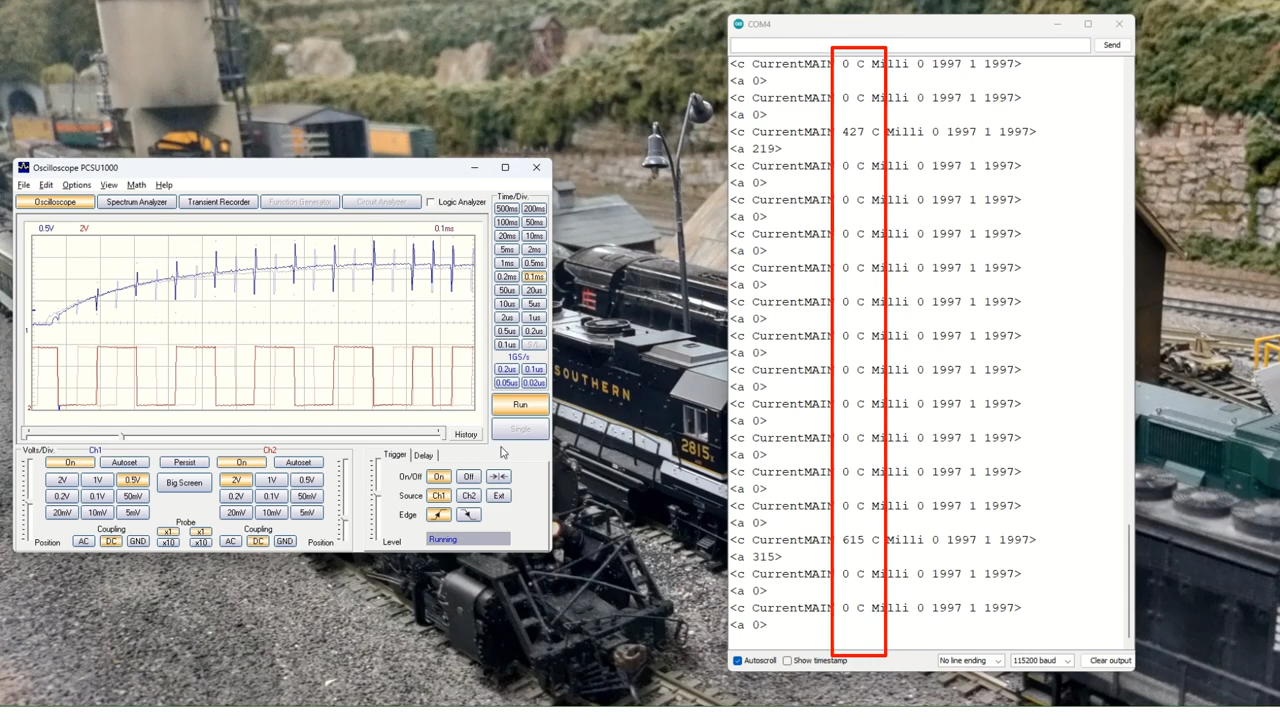 Oscilloscope PCSU1000
File Edit Options View Math Help
Oscilloscope Spectrum Analyzer Transient Recorder Function Generator Circuit Analyzer Logic Analyzer
0.5V 2V 0.1ms
1
2
History
Time/Div.
500ms 200ms
100ms 50ms
20ms 10ms
5ms 2ms
1ms 0.5ms
0.2ms 0.1ms
50us 20us
10us 5us
2us 1us
0.5us 0.2us
0.1us
1GS/s
0.2us 0.1us
0.05us 0.02us
Run
Single
Volts/Div. Ch1 Ch2
On Autoset Persist On Autoset
2V 1V 0.5V Big Screen 2V 1V 0.5V
0.2V 0.1V 50mV 0.2V 0.1V 50mV
20mV 10mV 5mV 20mV 10mV 5mV
Coupling Probe Coupling
Position AC DC GND x1 x10 x1 x10 AC DC GND Position
Trigger Delay
On/Off On Off
Source Ch1 Ch2 Ext
Edge
Level Running
SOUTHERN
2815
COM4
Send
<c CurrentMAIN 0 C Milli 0 1997 1 1997>
<a 0>
<c CurrentMAIN 0 C Milli 0 1997 1 1997>
<a 0>
<c CurrentMAIN 427 C Milli 0 1997 1 1997>
<a 219>
<c CurrentMAIN 0 C Milli 0 1997 1 1997>
<a 0>
<c CurrentMAIN 0 C Milli 0 1997 1 1997>
<a 0>
<c CurrentMAIN 0 C Milli 0 1997 1 1997>
<a 0>
<c CurrentMAIN 0 C Milli 0 1997 1 1997>
<a 0>
<c CurrentMAIN 0 C Milli 0 1997 1 1997>
<a 0>
<c CurrentMAIN 0 C Milli 0 1997 1 1997>
<a 0>
<c CurrentMAIN 0 C Milli 0 1997 1 1997>
<a 0>
<c CurrentMAIN 0 C Milli 0 1997 1 1997>
<a 0>
<c CurrentMAIN 0 C Milli 0 1997 1 1997>
<a 0>
<c CurrentMAIN 0 C Milli 0 1997 1 1997>
<a 0>
<c CurrentMAIN 0 C Milli 0 1997 1 1997>
<a 0>
<c CurrentMAIN 615 C Milli 0 1997 1 1997>
<a 315>
<c CurrentMAIN 0 C Milli 0 1997 1 1997>
<a 0>
<c CurrentMAIN 0 C Milli 0 1997 1 1997>
<a 0>
Autoscroll Show timestamp No line ending 115200 baud Clear output